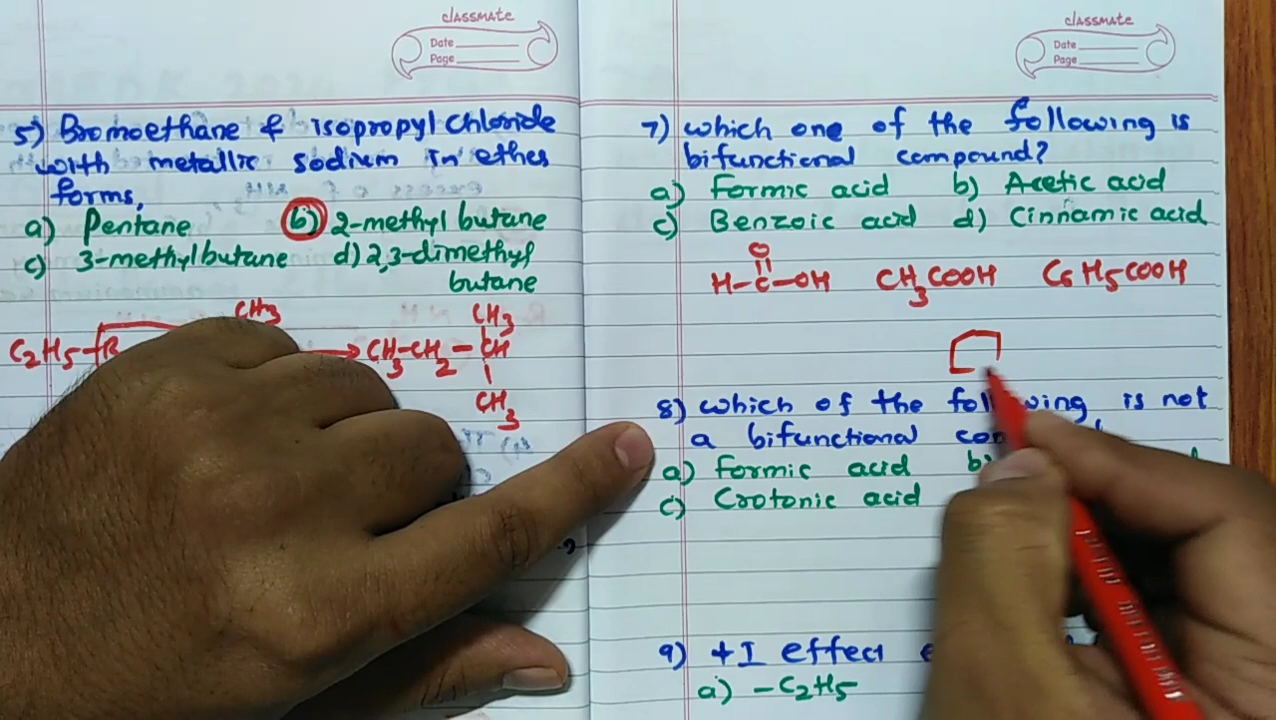 classmate
Date
Page
5) Bromoethane & isopropyl chloride
with metallic sodium in ether
forms,
a) Pentane b) 2-methyl butane
c) 3-methylbutane d) 2,3-dimethyl
butane
CH3 CH3
C2H5 CH3-CH2-CH
CH3
classmate
Date
Page
7) which one of the following is
bifunctional compound?
a) Formic acid b) Acetic acid
c) Benzoic acid d) Cinnamic acid
O
H-C-OH CH3COOH C6H5COOH
8) which of the following is not
a bifunctional
a) Formic acid
c) Crotonic acid
9) +I effect
a) -C2H5